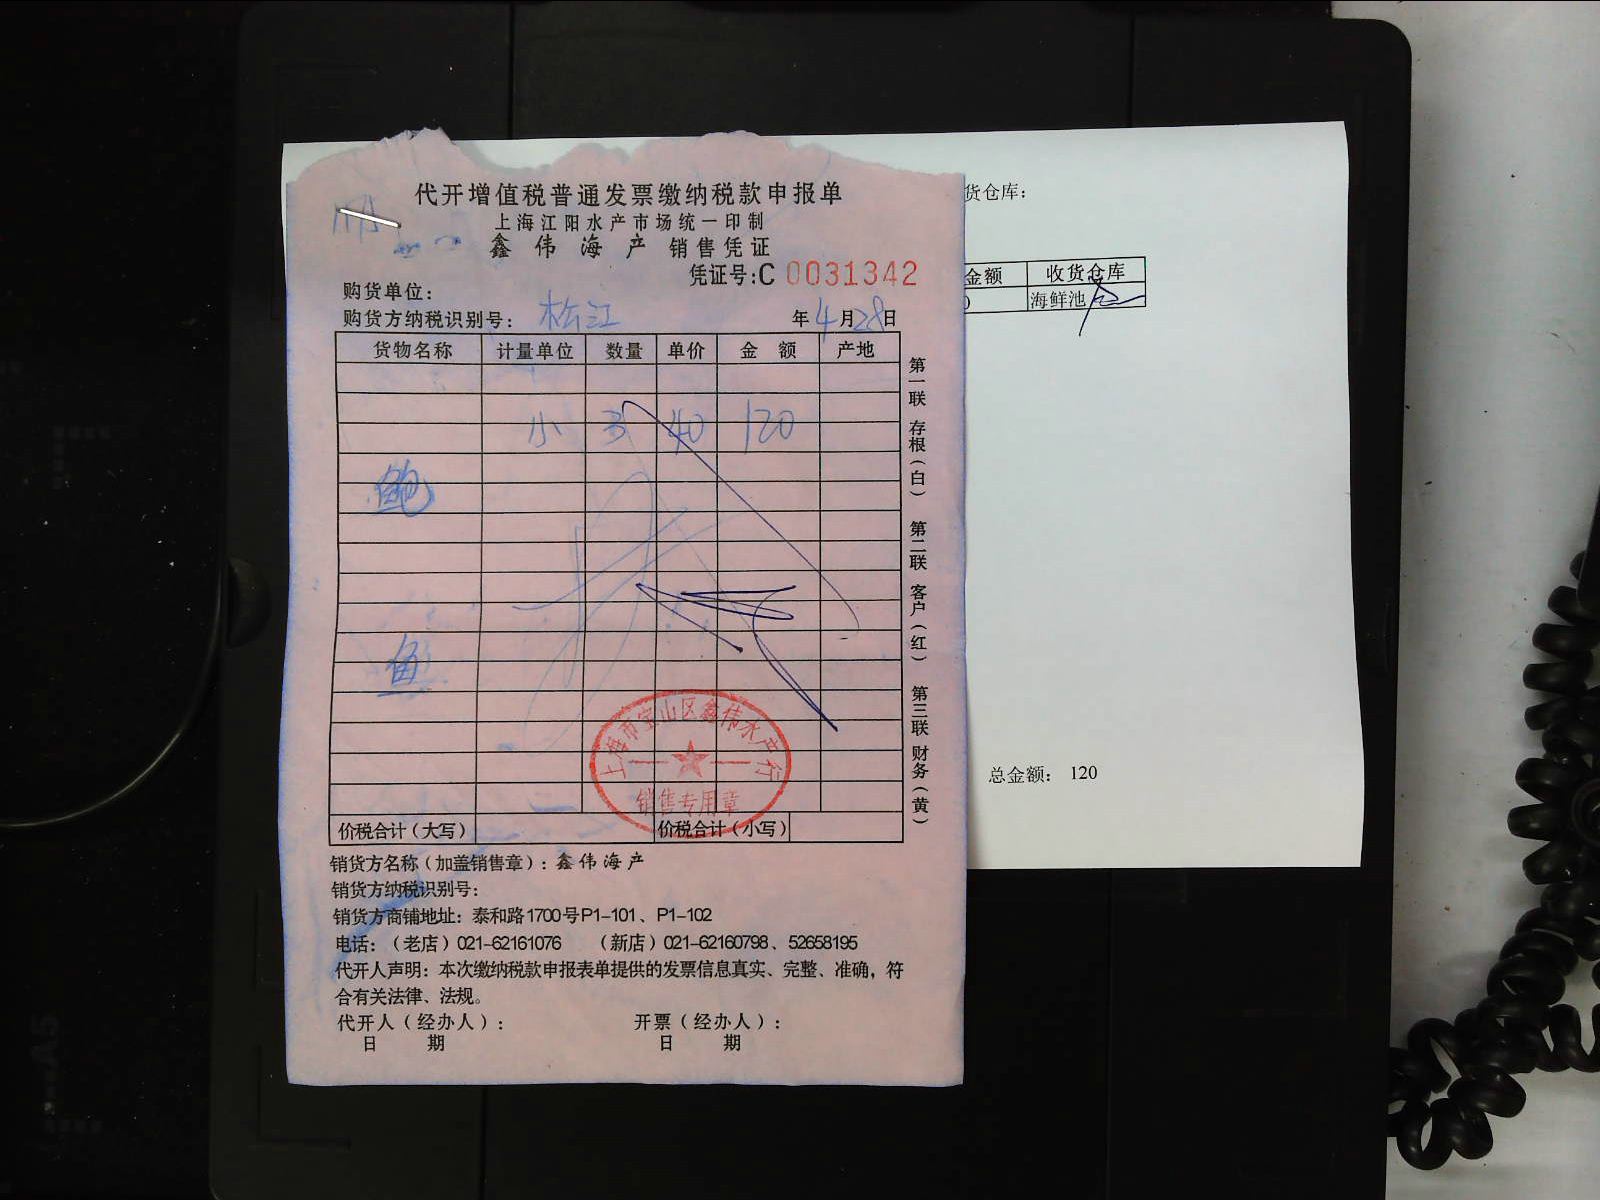 代开增值税普通发票缴纳税款申报单
上海江阳水产市场统一印制
鑫伟海产 销售凭证
凭证号:C 0031342
购货单位:
购货方纳税识别号: 松江 年4月28日
货物名称 计量单位 数量 单价 金额 产地
小 3 40 120
鲍
鱼
上海市宝山区鑫伟水产行
销售专用章
价税合计(大写) 价税合计(小写)
第一联 存根(白) 第二联 客户(红) 第三联 财务(黄)
销货方名称(加盖销售章):鑫伟海产
销货方纳税识别号:
销货方商铺地址:泰和路1700号P1-101、P1-102
电话:(老店)021-62161076 (新店)021-62160798、52658195
代开人声明:本次缴纳税款申报表单提供的发票信息真实、完整、准确,符
合有关法律、法规。
代开人(经办人): 开票(经办人):
日 期 日 期
货仓库:
金额 收货仓库
海鲜池
总金额: 120